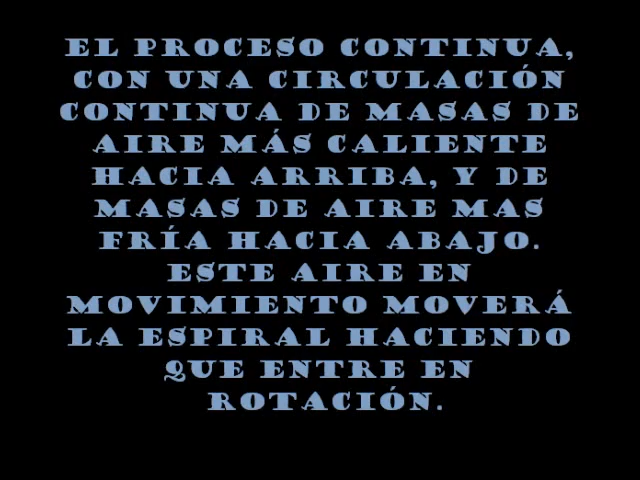 EL PROCESO CONTINUA,
CON UNA CIRCULACIÓN
CONTINUA DE MASAS DE
AIRE MÁS CALIENTE
HACIA ARRIBA, Y DE
MASAS DE AIRE MAS
FRÍA HACIA ABAJO.
ESTE AIRE EN
MOVIMIENTO MOVERÁ
LA ESPIRAL HACIENDO
QUE ENTRE EN
ROTACIÓN.